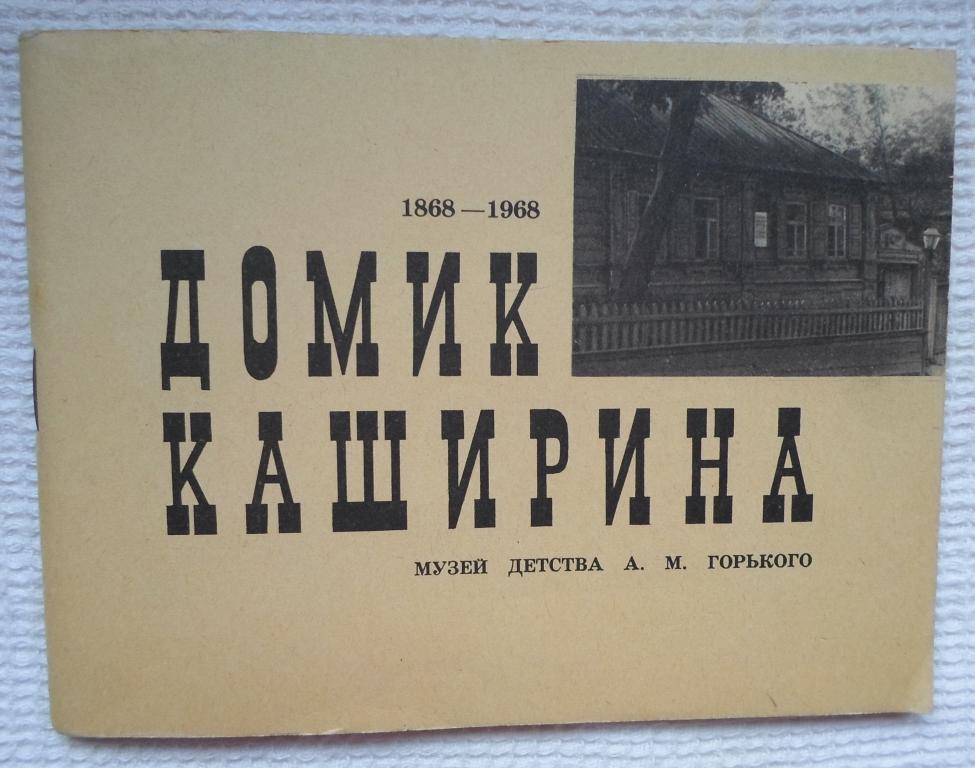 1868—1968
ДОМИК
КАШИРИНА
МУЗЕЙ ДЕТСТВА А. М. ГОРЬКОГО